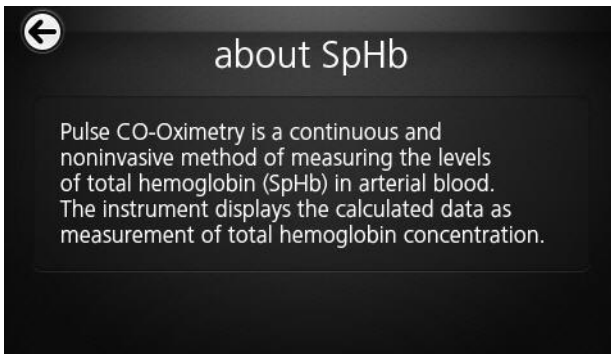 about SpHb
Pulse CO-Oximetry is a continuous and
noninvasive method of measuring the levels
of total hemoglobin (SpHb) in arterial blood.
The instrument displays the calculated data as
measurement of total hemoglobin concentration.